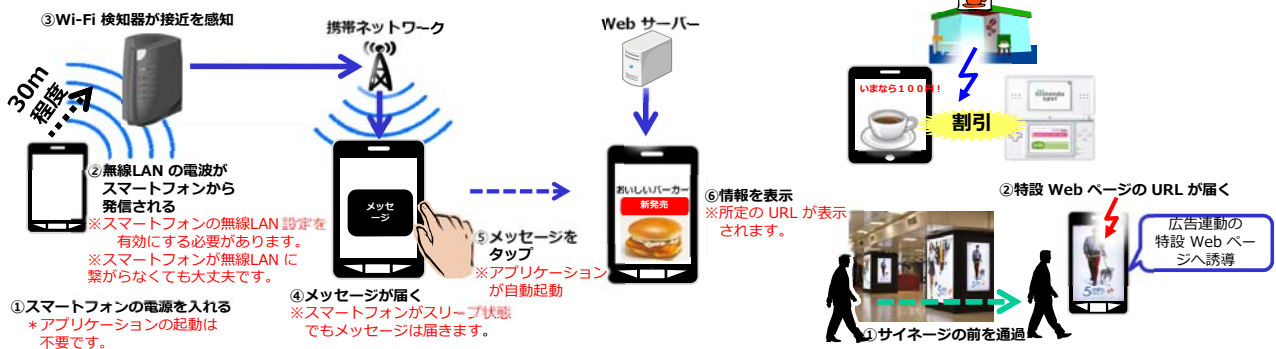 ③Wi-Fi 検知器が接近を感知
30m
程度
②無線LAN の電波が
スマートフォンから
発信される
※スマートフォンの無線LAN 設定を
有効にする必要があります。
※スマートフォンが無線LAN に
繋がらなくても大丈夫です。
①スマートフォンの電源を入れる
＊アプリケーションの起動は
不要です。
携帯ネットワーク
メッセ
ージ
④メッセージが届く
※スマートフォンがスリープ状態
でもメッセージは届きます。
⑤メッセージを
タップ
※アプリケーション
が自動起動
Web サーバー
おいしいバーガー
新発売
⑥情報を表示
※所定の URL が表示
されます。
いまなら１００円！
割引
nintendo
spot
①サイネージの前を通過
②特設 Web ページの URL が届く
広告連動の
特設 Web ペー
ジへ誘導